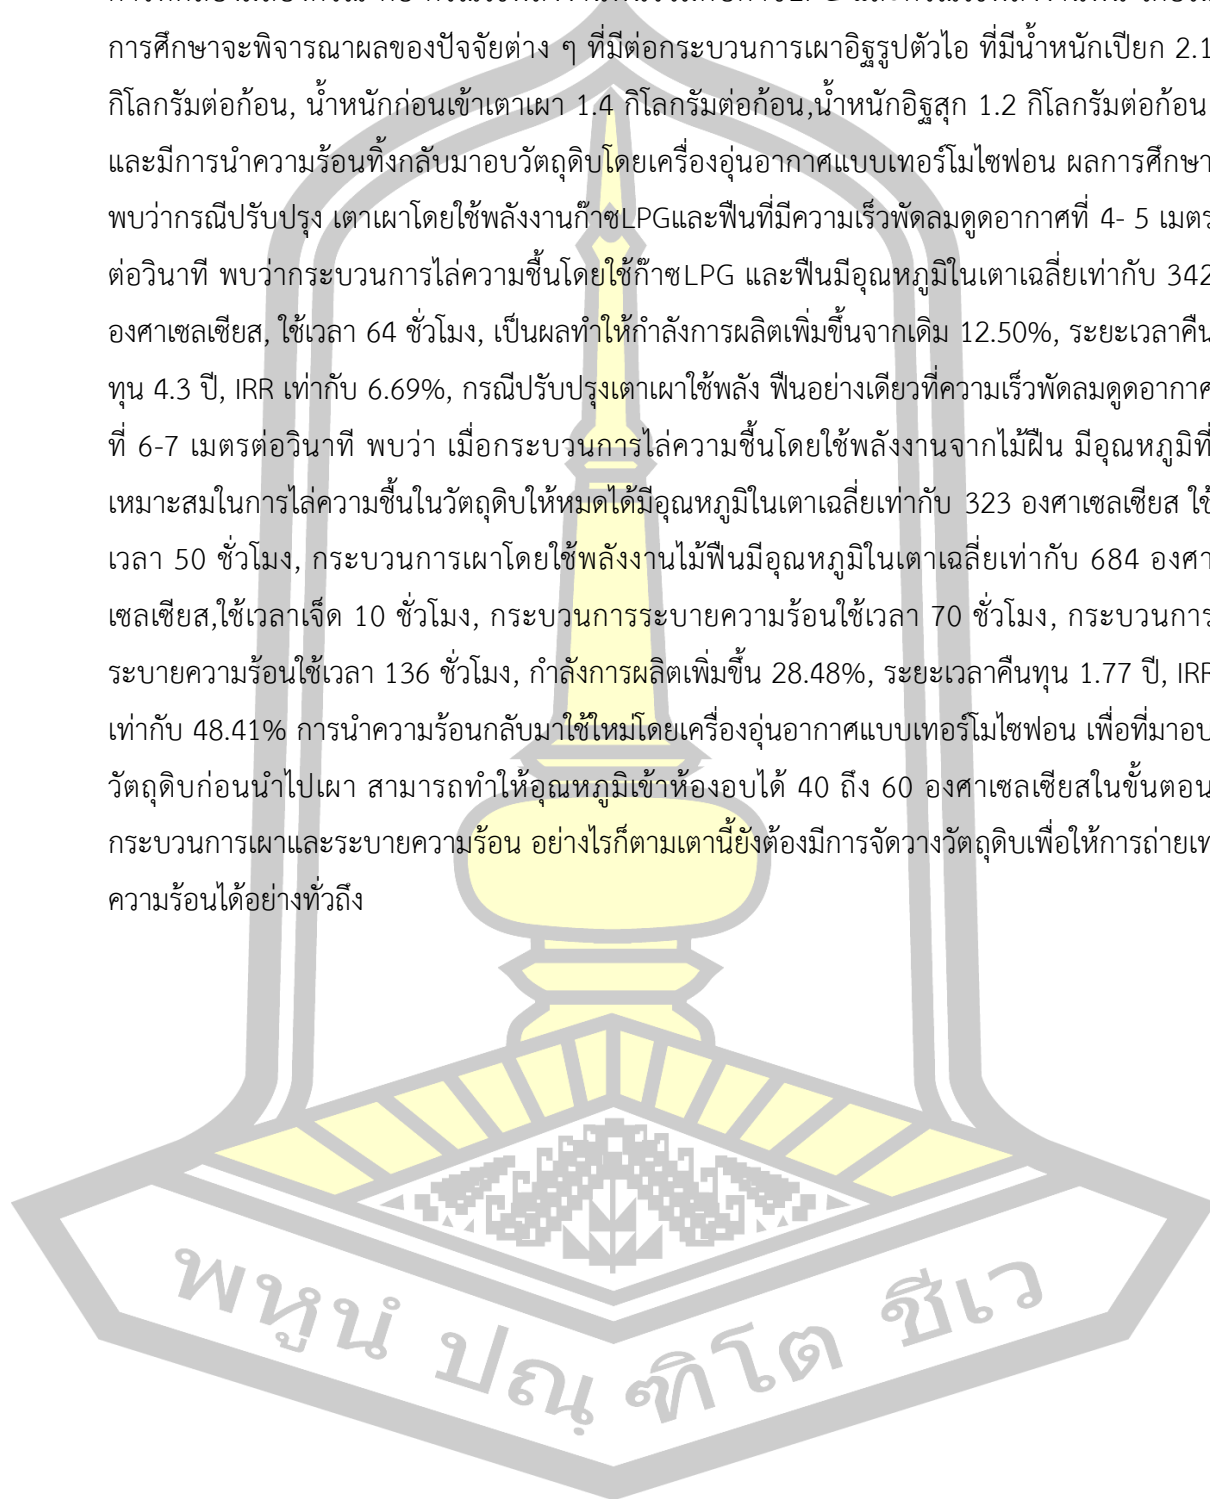 การศึกษาจะพิจารณาผลของปัจจัยต่าง ๆ ที่มีต่อกระบวนการเผาอิฐรูปตัวไอ ที่มีน้ำหนักเปียก 2.1
กิโลกรัมต่อก้อน, น้ำหนักก่อนเข้าเตาเผา 1.4 กิโลกรัมต่อก้อน,น้ำหนักอิฐสุก 1.2 กิโลกรัมต่อก้อน
และมีการนำความร้อนทิ้งกลับมาอบวัตถุดิบโดยเครื่องอุ่นอากาศแบบเทอร์โมไซฟอน ผลการศึกษา
พบว่ากรณีปรับปรุง เตาเผาโดยใช้พลังงานก๊าซLPGและฟืนที่มีความเร็วพัดลมดูดอากาศที่ 4- 5 เมตร
ต่อวินาที พบว่ากระบวนการไล่ความชื้นโดยใช้ก๊าซLPG และฟืนมีอุณหภูมิในเตาเฉลี่ยเท่ากับ 342
องศาเซลเซียส, ใช้เวลา 64 ชั่วโมง, เป็นผลทำให้กำลังการผลิตเพิ่มขึ้นจากเดิม 12.50%, ระยะเวลาคืน
ทุน 4.3 ปี, IRR เท่ากับ 6.69%, กรณีปรับปรุงเตาเผาใช้พลัง ฟืนอย่างเดียวที่ความเร็วพัดลมดูดอากาศ
ที่ 6-7 เมตรต่อวินาที พบว่า เมื่อกระบวนการไล่ความชื้นโดยใช้พลังงานจากไม้ฝืน มีอุณหภูมิที่
เหมาะสมในการไล่ความชื้นในวัตถุดิบให้หมดได้มีอุณหภูมิในเตาเฉลี่ยเท่ากับ 323 องศาเซลเซียส ใช้
เวลา 50 ชั่วโมง, กระบวนการเผาโดยใช้พลังงานไม้ฟืนมีอุณหภูมิในเตาเฉลี่ยเท่ากับ 684 องศา
เซลเซียส,ใช้เวลาเจ็ด 10 ชั่วโมง, กระบวนการระบายความร้อนใช้เวลา 70 ชั่วโมง, กระบวนการ
ระบายความร้อนใช้เวลา 136 ชั่วโมง, กำลังการผลิตเพิ่มขึ้น 28.48%, ระยะเวลาคืนทุน 1.77 ปี, IRR
เท่ากับ 48.41% การนำความร้อนกลับมาใช้ใหม่โดยเครื่องอุ่นอากาศแบบเทอร์โมไซฟอน เพื่อที่มาอบ
วัตถุดิบก่อนนำไปเผา สามารถทำให้อุณหภูมิเข้าห้องอบได้ 40 ถึง 60 องศาเซลเซียสในขั้นตอน
กระบวนการเผาและระบายความร้อน อย่างไรก็ตามเตานี้ยังต้องมีการจัดวางวัตถุดิบเพื่อให้การถ่ายเท
ความร้อนได้อย่างทั่วถึง
พหูนํ ปณฺฑิโต ชีเว